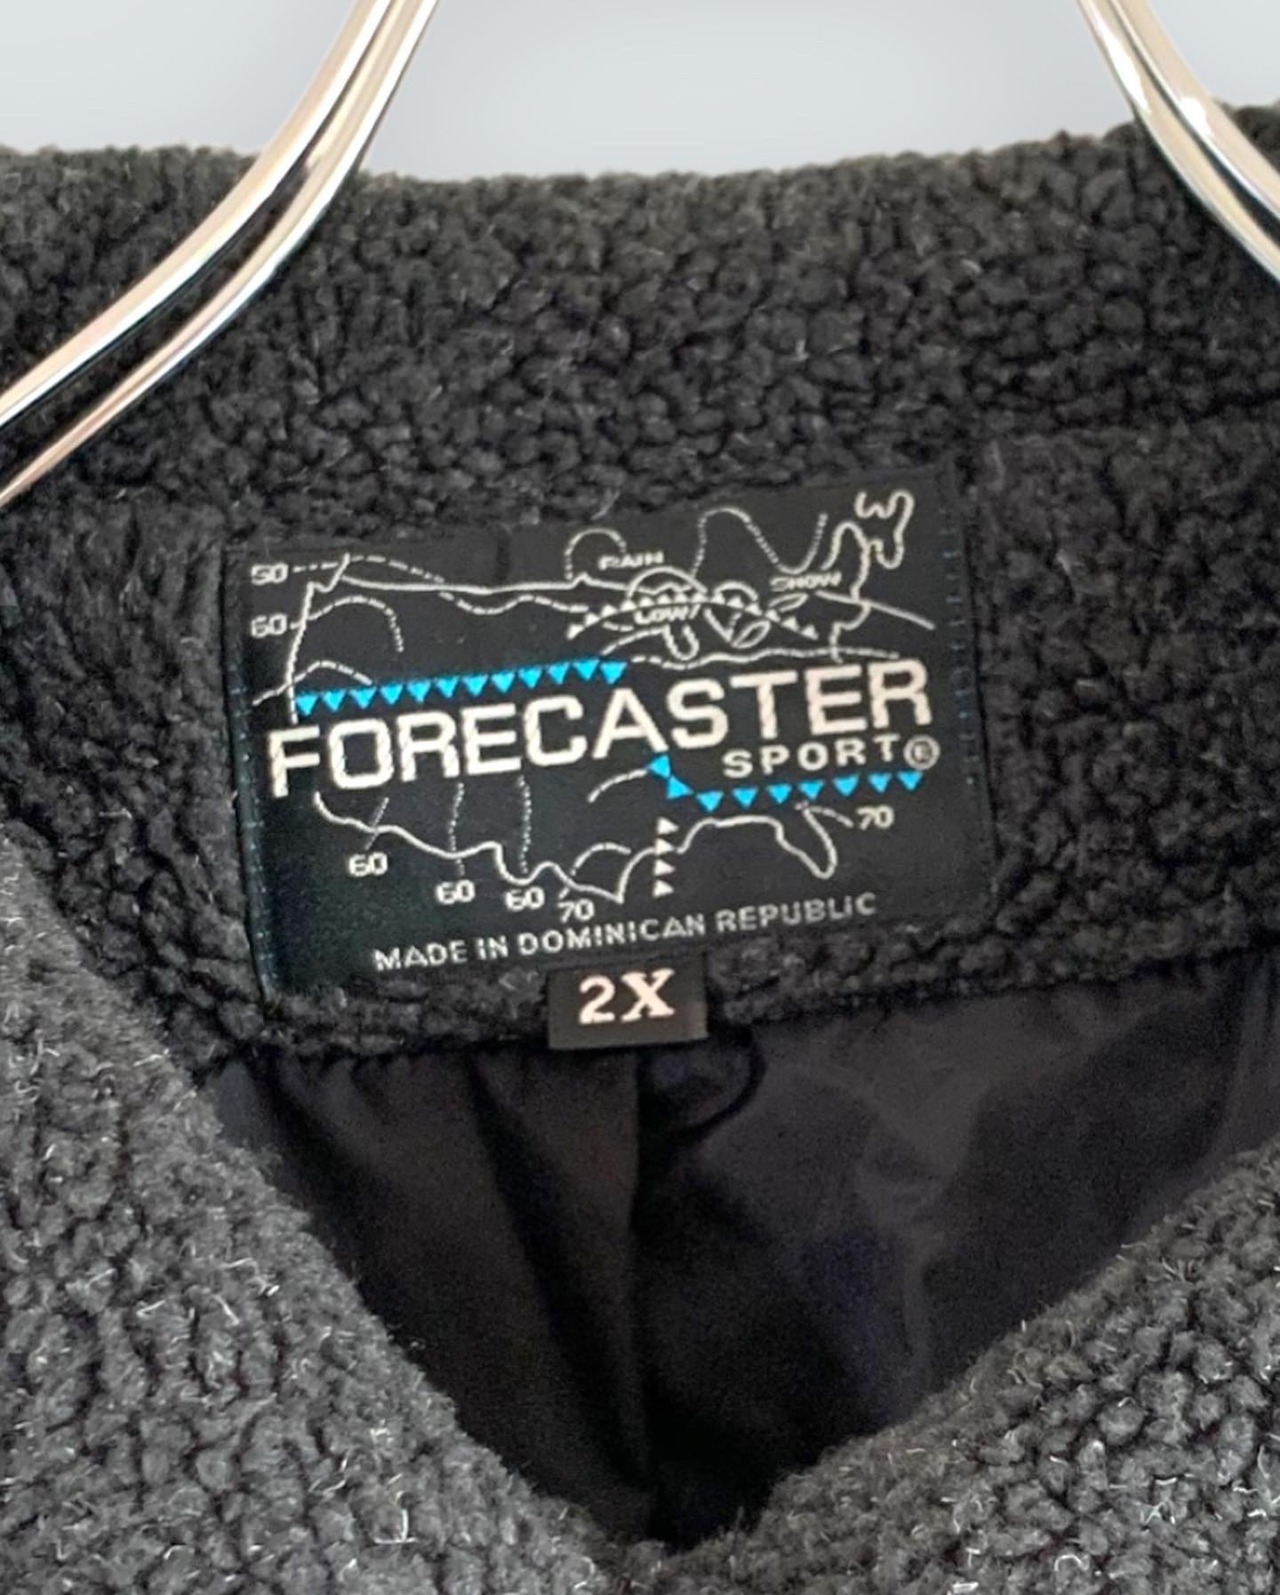 50
RAIN
SNOW
60
LOW
FORECASTER
SPORT®
70
60
60
60
70
MADE IN DOMINICAN REPUBLIC
2X